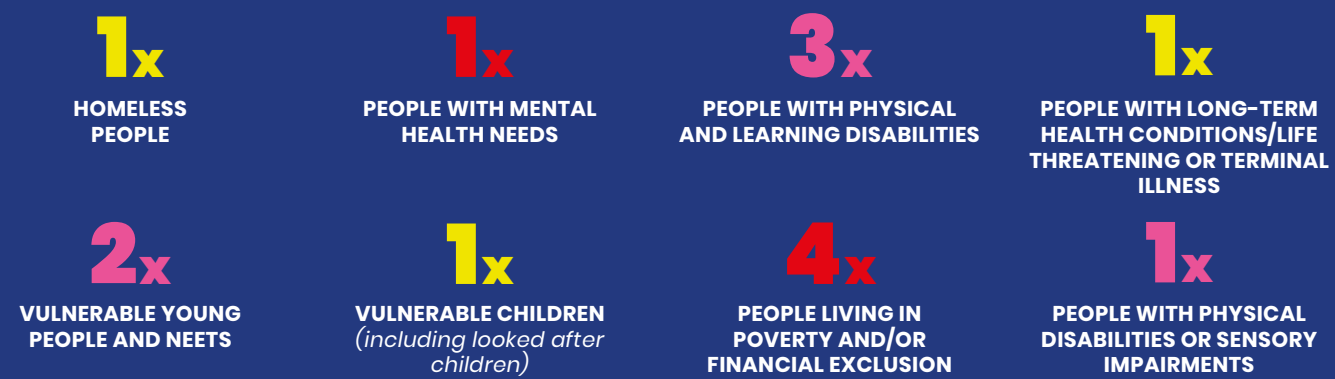 1x
HOMELESS
PEOPLE
1x
PEOPLE WITH MENTAL
HEALTH NEEDS
3x
PEOPLE WITH PHYSICAL
AND LEARNING DISABILITIES
1x
PEOPLE WITH LONG-TERM
HEALTH CONDITIONS/LIFE
THREATENING OR TERMINAL
ILLNESS
2x
VULNERABLE YOUNG
PEOPLE AND NEETS
1x
VULNERABLE CHILDREN
(including looked after
children)
4x
PEOPLE LIVING IN
POVERTY AND/OR
FINANCIAL EXCLUSION
1x
PEOPLE WITH PHYSICAL
DISABILITIES OR SENSORY
IMPAIRMENTS